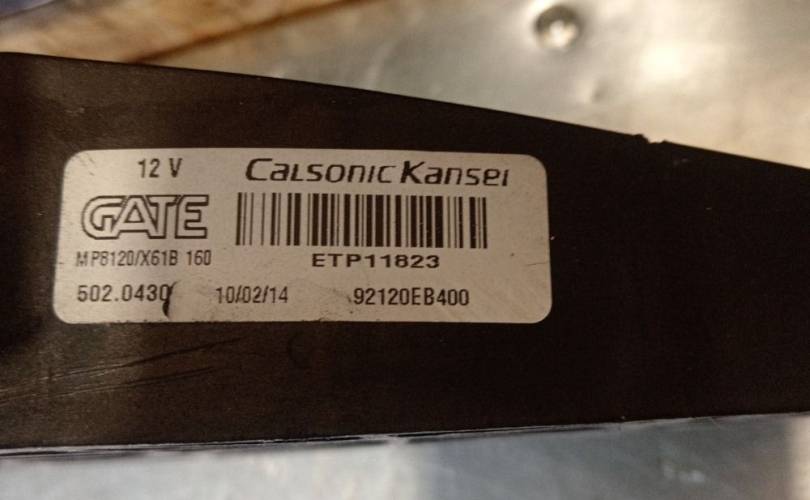 12 V CALSONIC KANSEI
GATE
MP8120/X61B 160 ETP11823
502.0430 10/02/14 92120EB400